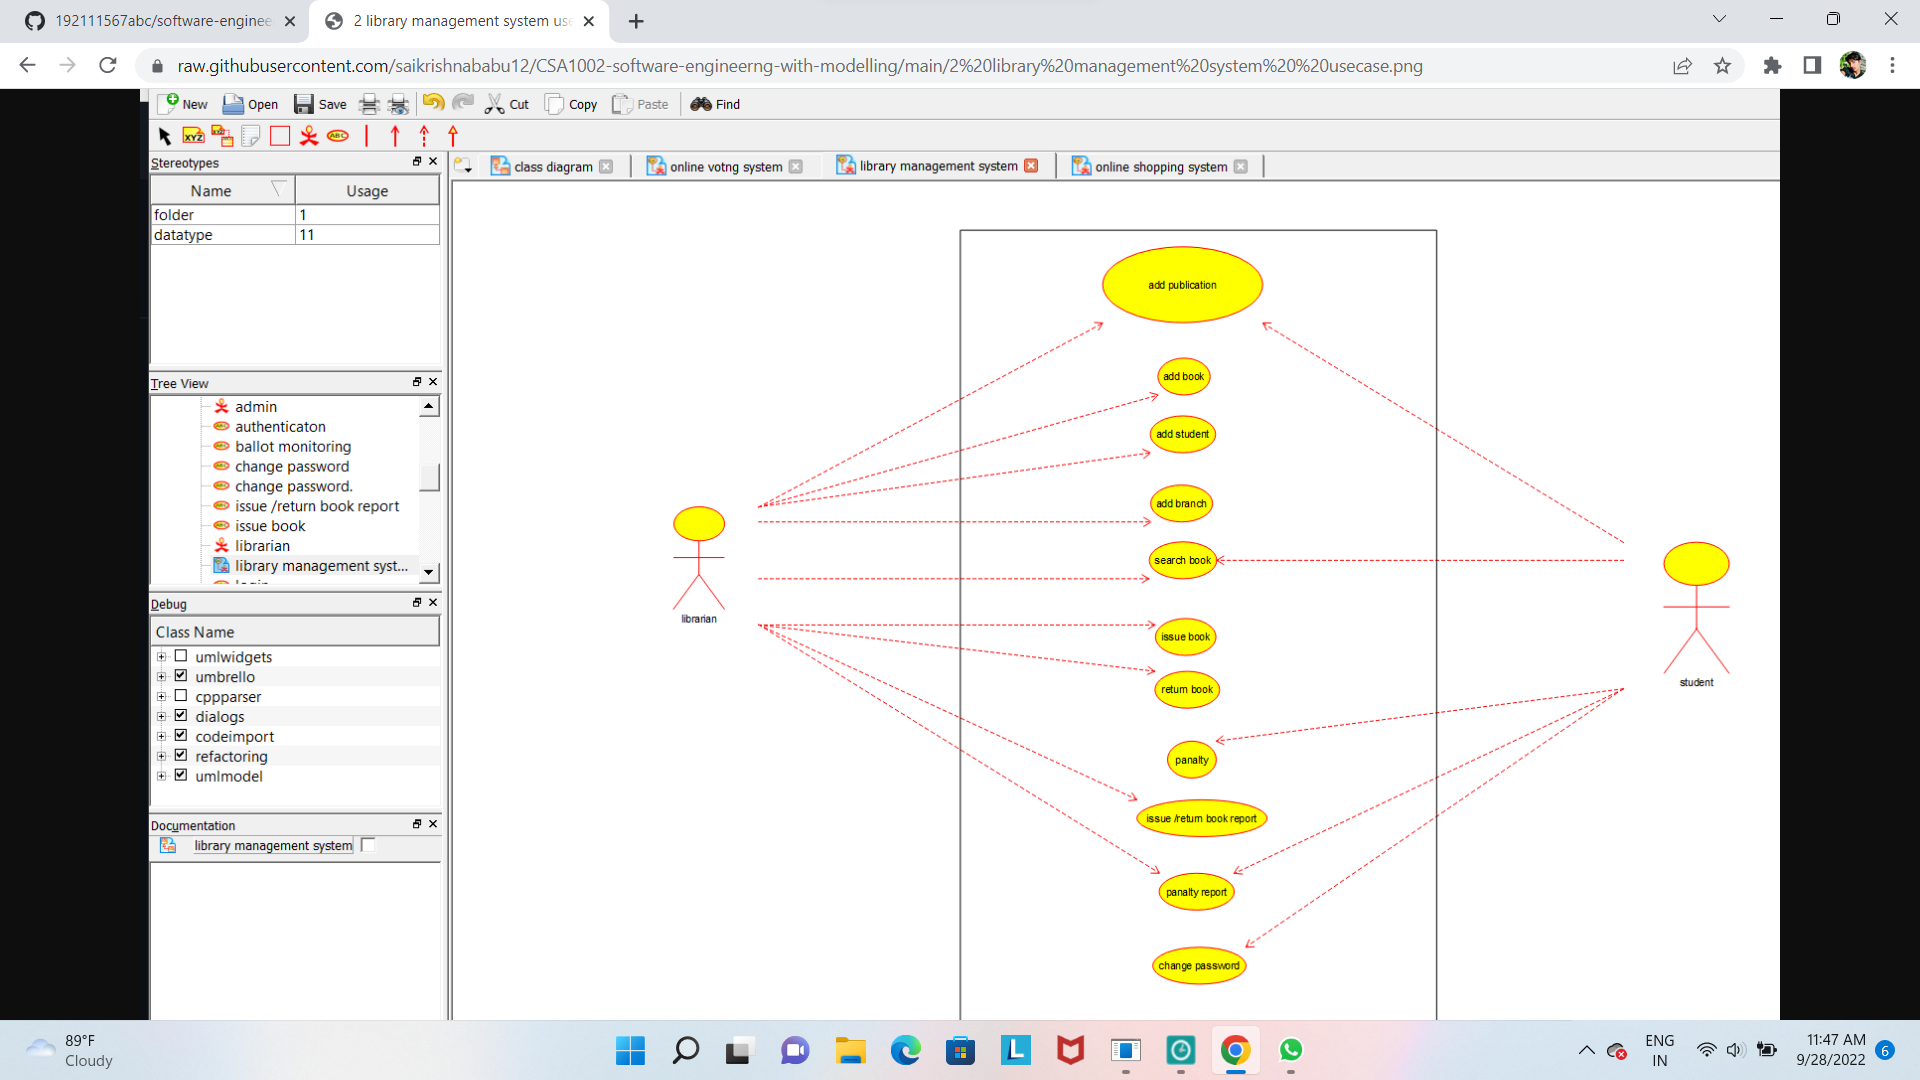 192111567abc/software-enginee
2 library management system us
raw.githubusercontent.com/saikrishnababu12/CSA1002-software-engineerng-with-modelling/main/2%20library%20management%20system%20%20usecase.png
New Open Save Cut Copy Paste Find
XYZ ABC
Stereotypes
class diagram
online votng system
library management system
online shopping system
Name Usage
folder 1
datatype 11
Tree View
admin
authenticaton
ballot monitoring
change password
change password.
issue /return book report
issue book
librarian
library management syst...
login
Debug
Class Name
umlwidgets
umbrello
cppparser
dialogs
codeimport
refactoring
umlmodel
Documentation
library management system
add publication
add book
add student
add branch
search book
issue book
return book
panalty
issue /return book report
panalty report
change password
librarian
student
89°F
Cloudy
ENG
IN
11:47 AM
9/28/2022
6